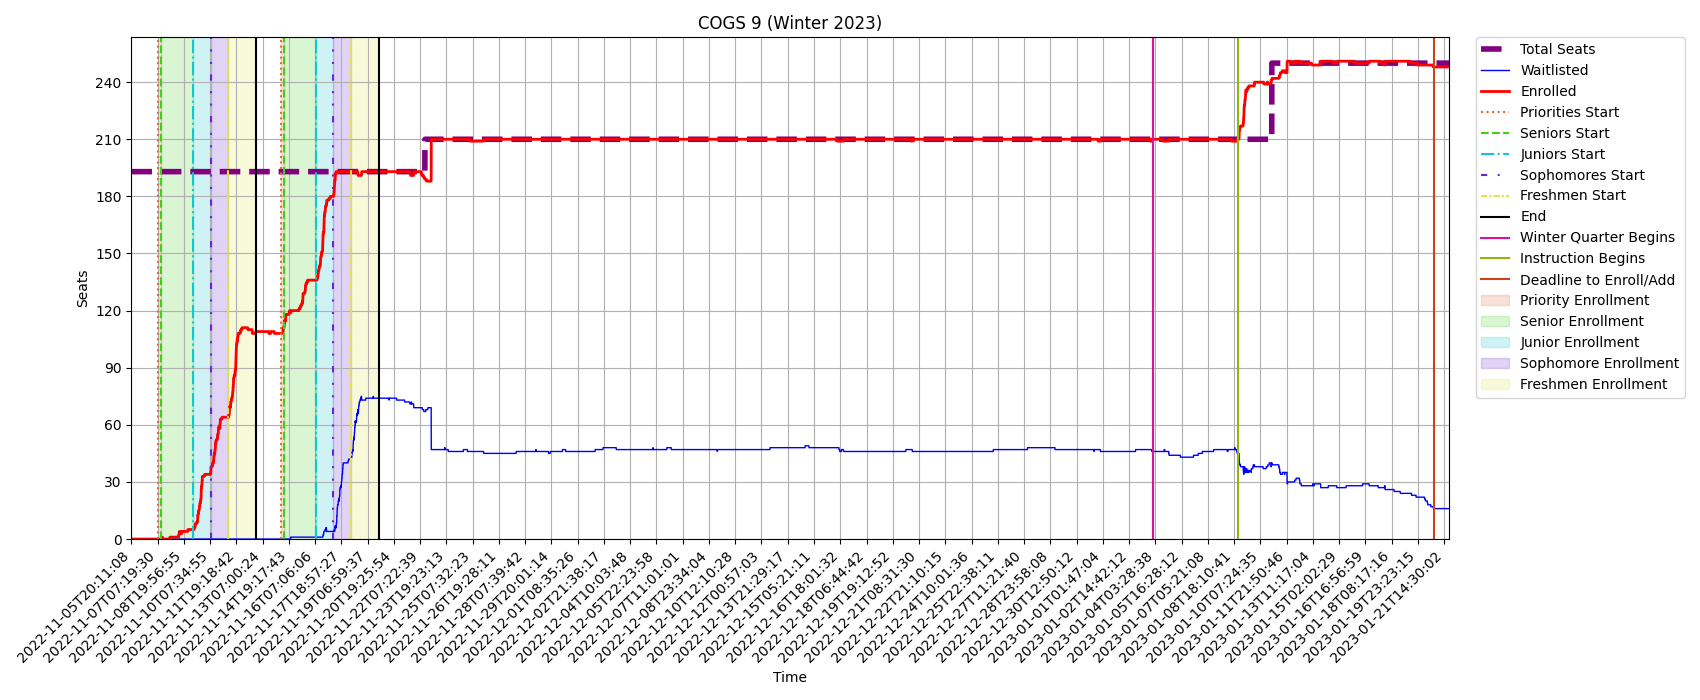 COGS 9 (Winter 2023)
Seats
240
210
180
150
120
90
60
30
0
2022-11-05T20:11:08
2022-11-07T07:19:30
2022-11-08T19:56:55
2022-11-10T07:34:55
2022-11-11T19:18:42
2022-11-13T07:00:24
2022-11-14T19:17:43
2022-11-16T07:06:06
2022-11-17T18:57:27
2022-11-19T06:59:37
2022-11-20T19:25:54
2022-11-22T07:22:39
2022-11-23T19:23:13
2022-11-25T07:32:23
2022-11-26T19:28:11
2022-11-28T07:39:42
2022-11-29T20:01:14
2022-12-01T08:35:26
2022-12-02T21:38:17
2022-12-04T10:03:48
2022-12-05T22:23:58
2022-12-07T11:01:01
2022-12-08T23:34:04
2022-12-10T12:10:28
2022-12-12T00:57:03
2022-12-13T21:29:17
2022-12-15T05:21:11
2022-12-16T18:01:32
2022-12-18T06:44:42
2022-12-19T19:12:52
2022-12-21T08:31:30
2022-12-22T21:10:15
2022-12-24T10:01:36
2022-12-25T22:38:11
2022-12-27T11:21:40
2022-12-28T23:58:08
2022-12-30T12:50:12
2023-01-01T01:47:04
2023-01-02T14:42:12
2023-01-04T03:28:38
2023-01-05T16:28:12
2023-01-07T05:21:08
2023-01-08T18:10:41
2023-01-10T07:24:35
2023-01-11T21:50:46
2023-01-13T11:17:04
2023-01-15T02:02:29
2023-01-16T16:56:59
2023-01-18T08:17:16
2023-01-19T23:23:15
2023-01-21T14:30:02
Time
Total Seats
Waitlisted
Enrolled
Priorities Start
Seniors Start
Juniors Start
Sophomores Start
Freshmen Start
End
Winter Quarter Begins
Instruction Begins
Deadline to Enroll/Add
Priority Enrollment
Senior Enrollment
Junior Enrollment
Sophomore Enrollment
Freshmen Enrollment